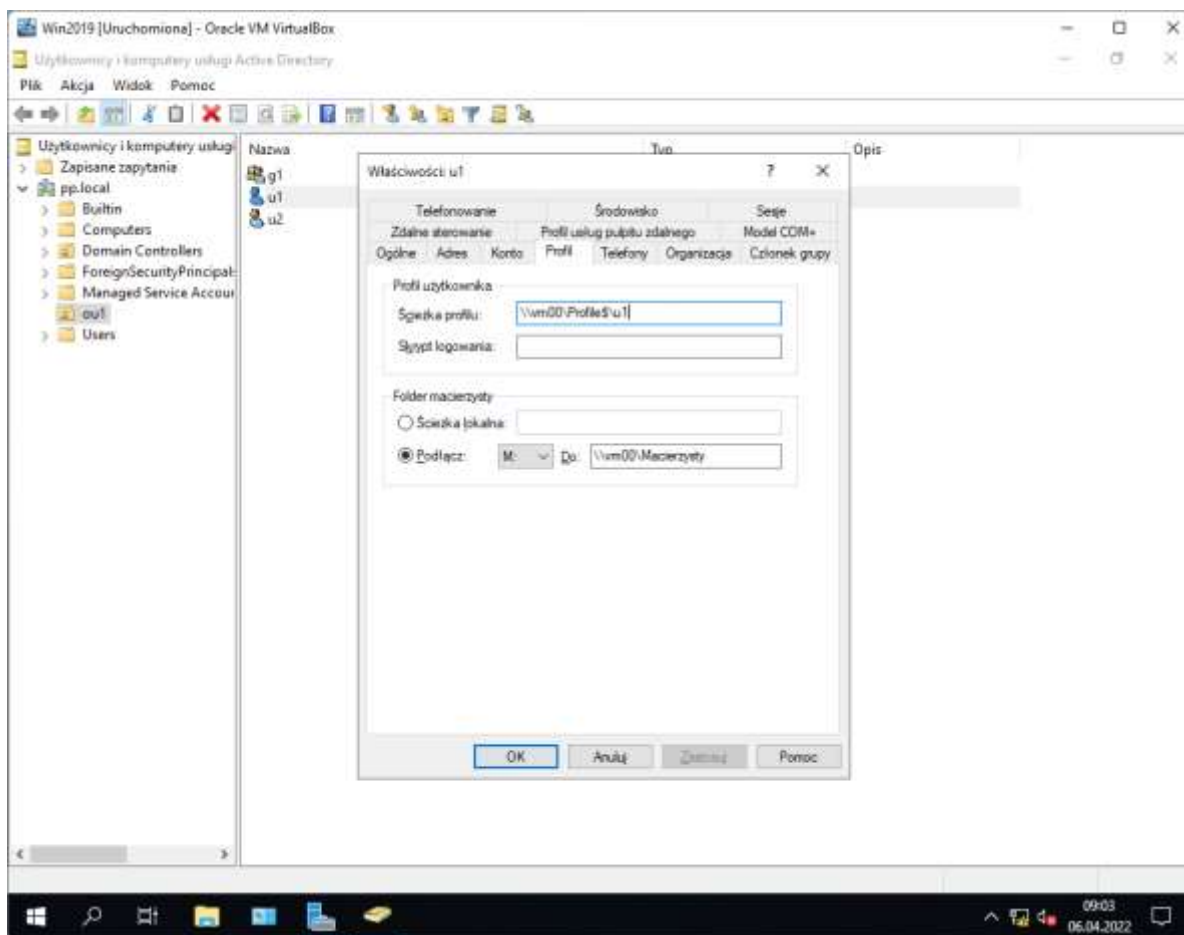 Win2019 [Uruchomiona] - Oracle VM VirtualBox
Użytkownicy i komputery usługi Active Directory
Plik Akcja Widok Pomoc
Użytkownicy i komputery usługi
Zapisane zapytania
pp.local
Builtin
Computers
Domain Controllers
ForeignSecurityPrincipal
Managed Service Accour
ou1
Users
Nazwa Typ Opis
g1
u1
u2
Właściwości: u1 ?
Telefonowanie Środowisko Sesje
Zdalne sterowanie Profil usług pulpitu zdalnego Model COM+
Ogólne Adres Konto Profil Telefony Organizacja Członek grupy
Profil użytkownika
Ścieżka profilu: \\vm00\Profile$\u1
Skrypt logowania:
Folder macierzysty
Ścieżka lokalna:
Podłącz: M: Do: \\vm00\Macierzysty
OK Anuluj Zastosuj Pomoc
09:03
06.04.2022